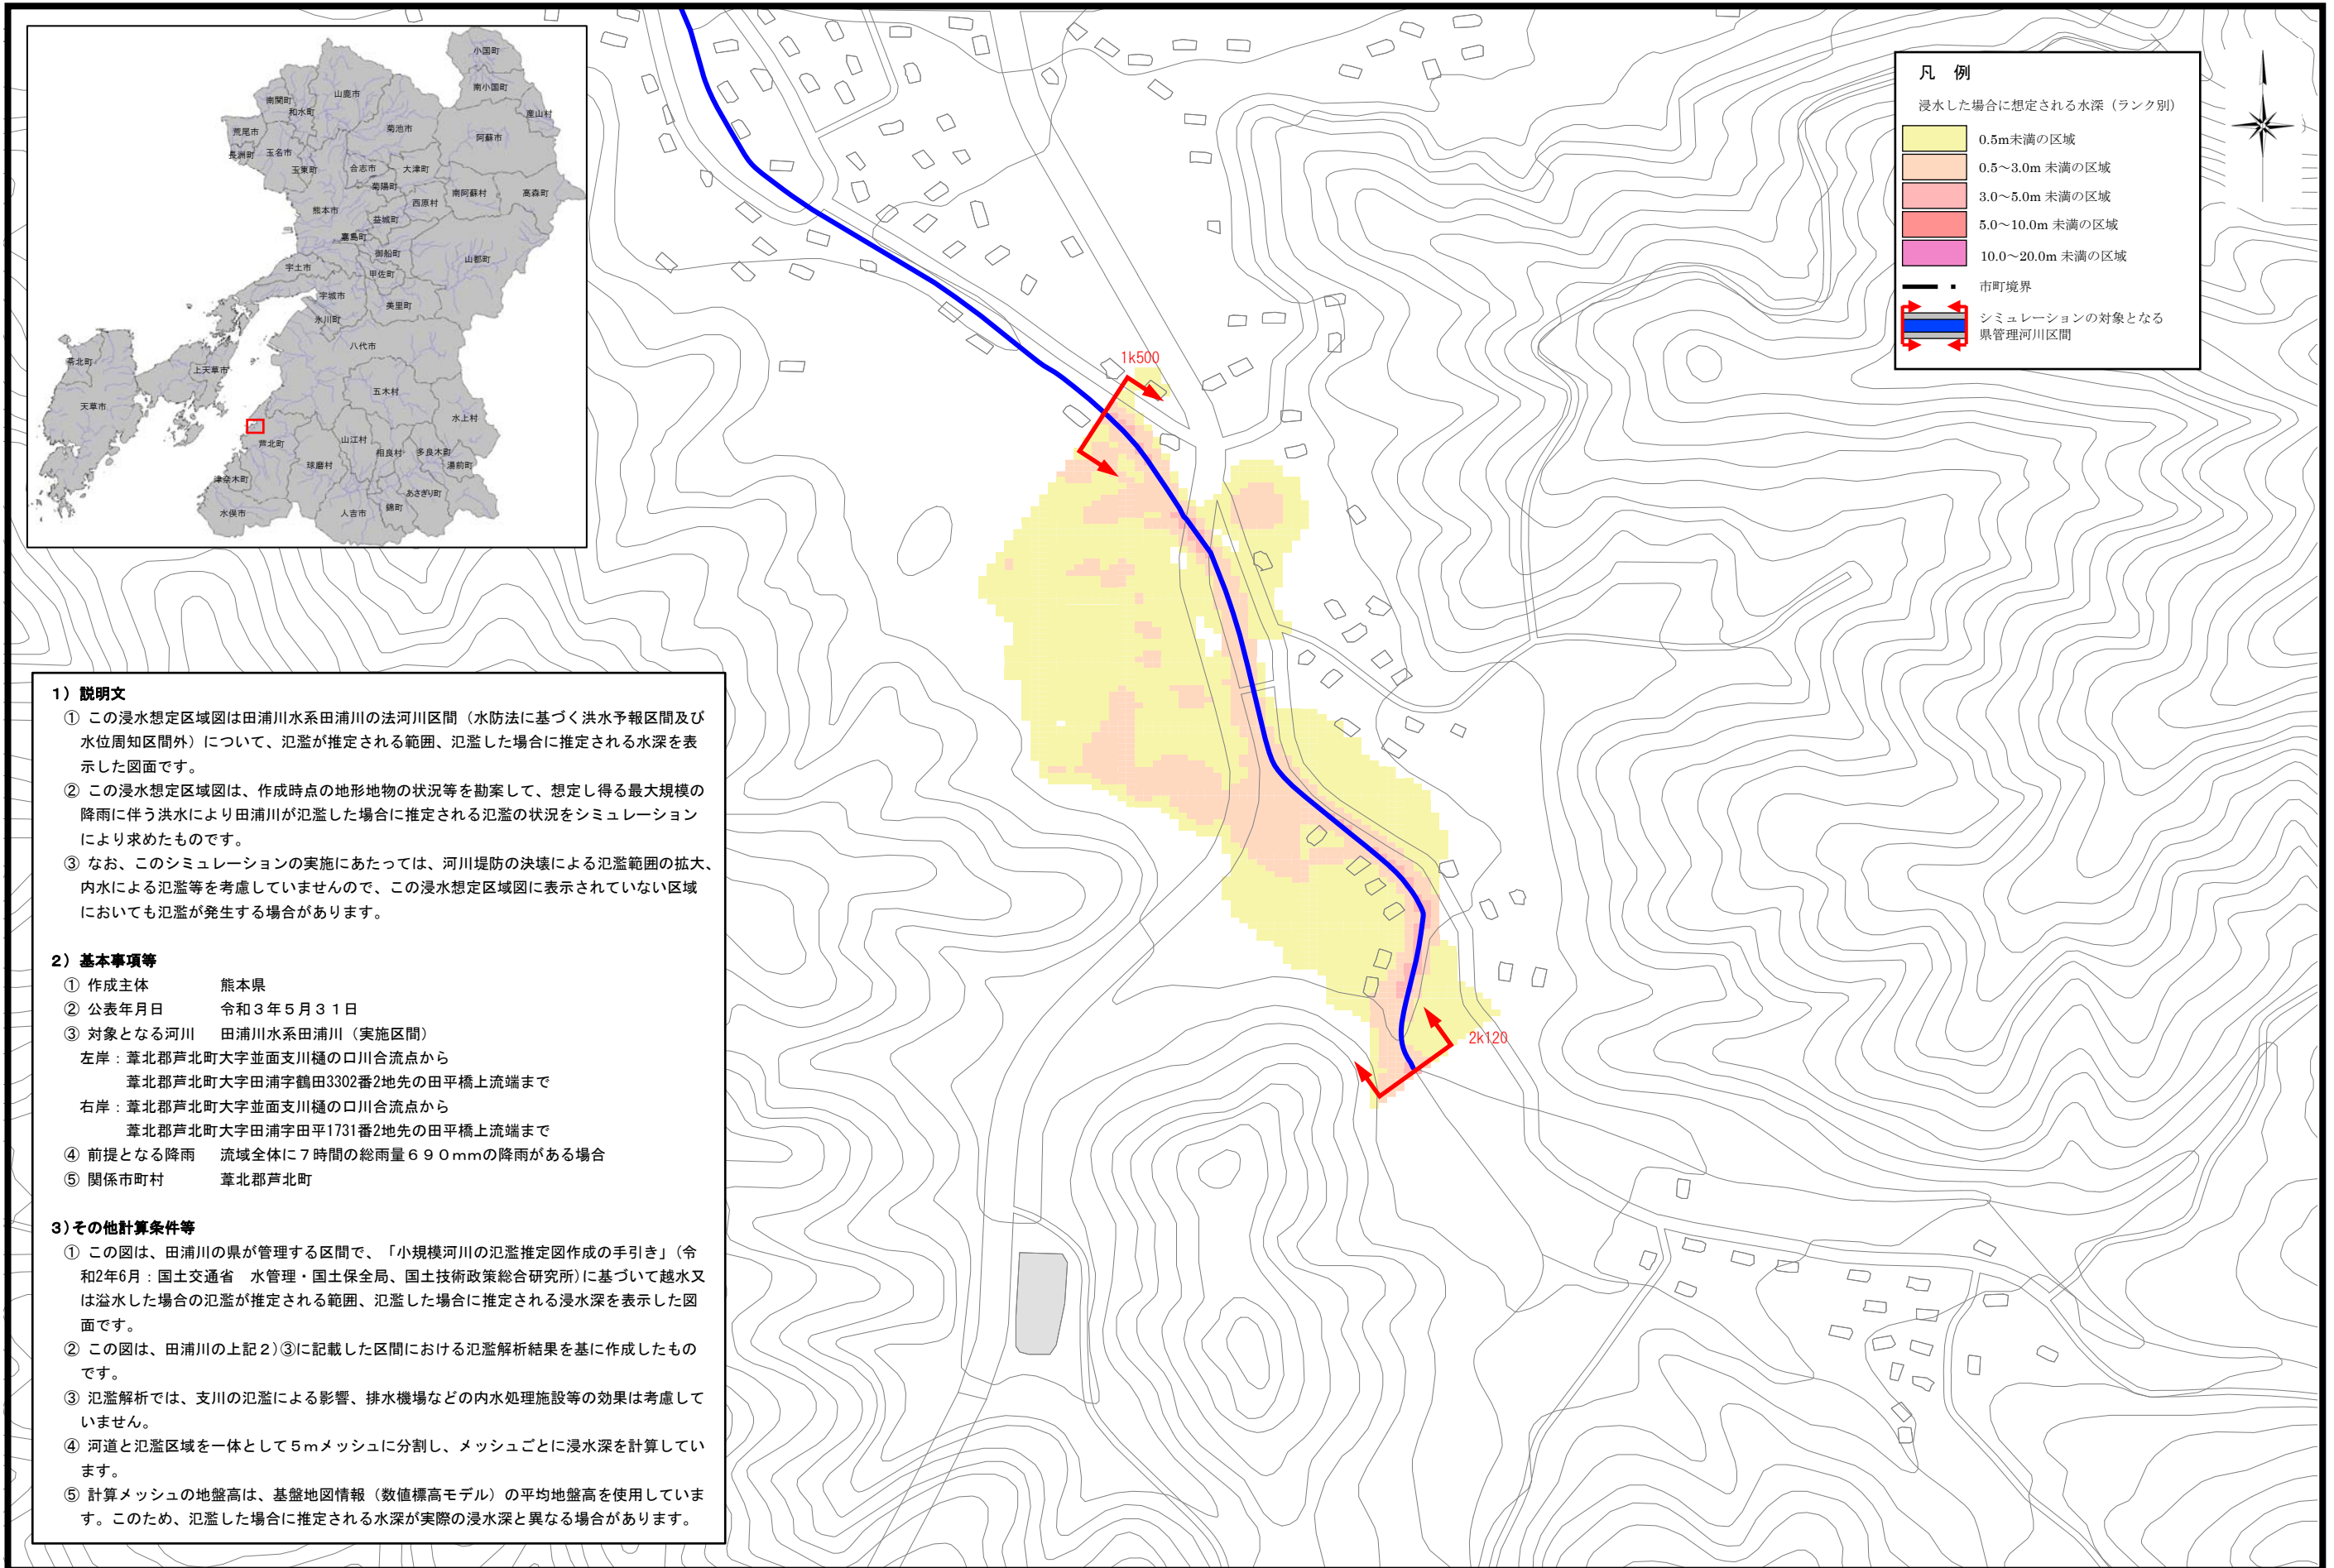 小国町
南小国町
産山村
南関町
和水町
山鹿市
菊池市
阿蘇市
荒尾市
長洲町
玉名市
玉東町
合志市
大津町
菊陽町
南阿蘇村
高森町
西原村
熊本市
益城町
嘉島町
御船町
山都町
宇土市
甲佐町
宇城市
美里町
氷川町
八代市
苓北町
上天草市
天草市
五木村
水上村
芦北町
山江村
相良村
多良木町
湯前町
球磨村
津奈木町
あさぎり町
錦町
水俣市
人吉市
凡 例
浸水した場合に想定される水深（ランク別）
0.5m未満の区域
0.5～3.0m 未満の区域
3.0～5.0m 未満の区域
5.0～10.0m 未満の区域
10.0～20.0m 未満の区域
市町境界
シミュレーションの対象となる
県管理河川区間
1k500
2k120
1）説明文
① この浸水想定区域図は田浦川水系田浦川の法河川区間（水防法に基づく洪水予報区間及び
水位周知区間外）について、氾濫が推定される範囲、氾濫した場合に推定される水深を表
示した図面です。
② この浸水想定区域図は、作成時点の地形地物の状況等を勘案して、想定し得る最大規模の
降雨に伴う洪水により田浦川が氾濫した場合に推定される氾濫の状況をシミュレーション
により求めたものです。
③ なお、このシミュレーションの実施にあたっては、河川堤防の決壊による氾濫範囲の拡大、
内水による氾濫等を考慮していませんので、この浸水想定区域図に表示されていない区域
においても氾濫が発生する場合があります。
2）基本事項等
① 作成主体 熊本県
② 公表年月日 令和３年５月３１日
③ 対象となる河川 田浦川水系田浦川（実施区間）
左岸：葦北郡芦北町大字並面支川樋の口川合流点から
葦北郡芦北町大字田浦字鶴田3302番2地先の田平橋上流端まで
右岸：葦北郡芦北町大字並面支川樋の口川合流点から
葦北郡芦北町大字田浦字田平1731番2地先の田平橋上流端まで
④ 前提となる降雨 流域全体に７時間の総雨量６９０mmの降雨がある場合
⑤ 関係市町村 葦北郡芦北町
3）その他計算条件等
① この図は、田浦川の県が管理する区間で、「小規模河川の氾濫推定図作成の手引き」（令
和2年6月：国土交通省　水管理・国土保全局、国土技術政策総合研究所）に基づいて越水又
は溢水した場合の氾濫が推定される範囲、氾濫した場合に推定される浸水深を表示した図
面です。
② この図は、田浦川の上記２）③に記載した区間における氾濫解析結果を基に作成したもの
です。
③ 氾濫解析では、支川の氾濫による影響、排水機場などの内水処理施設等の効果は考慮して
いません。
④ 河道と氾濫区域を一体として５ｍメッシュに分割し、メッシュごとに浸水深を計算してい
ます。
⑤ 計算メッシュの地盤高は、基盤地図情報（数値標高モデル）の平均地盤高を使用していま
す。このため、氾濫した場合に推定される水深が実際の浸水深と異なる場合があります。